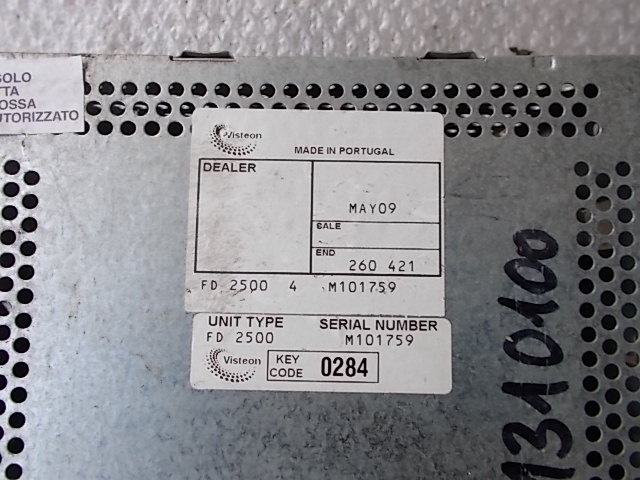 SOLO
TTA
OSSA
UTORIZZATO
Visteon
MADE IN PORTUGAL
DEALER
MAY09
SALE
END
260 421
FD 2500 4 M101759
UNIT TYPE SERIAL NUMBER
FD 2500 M101759
Visteon KEY CODE 0284
1310100